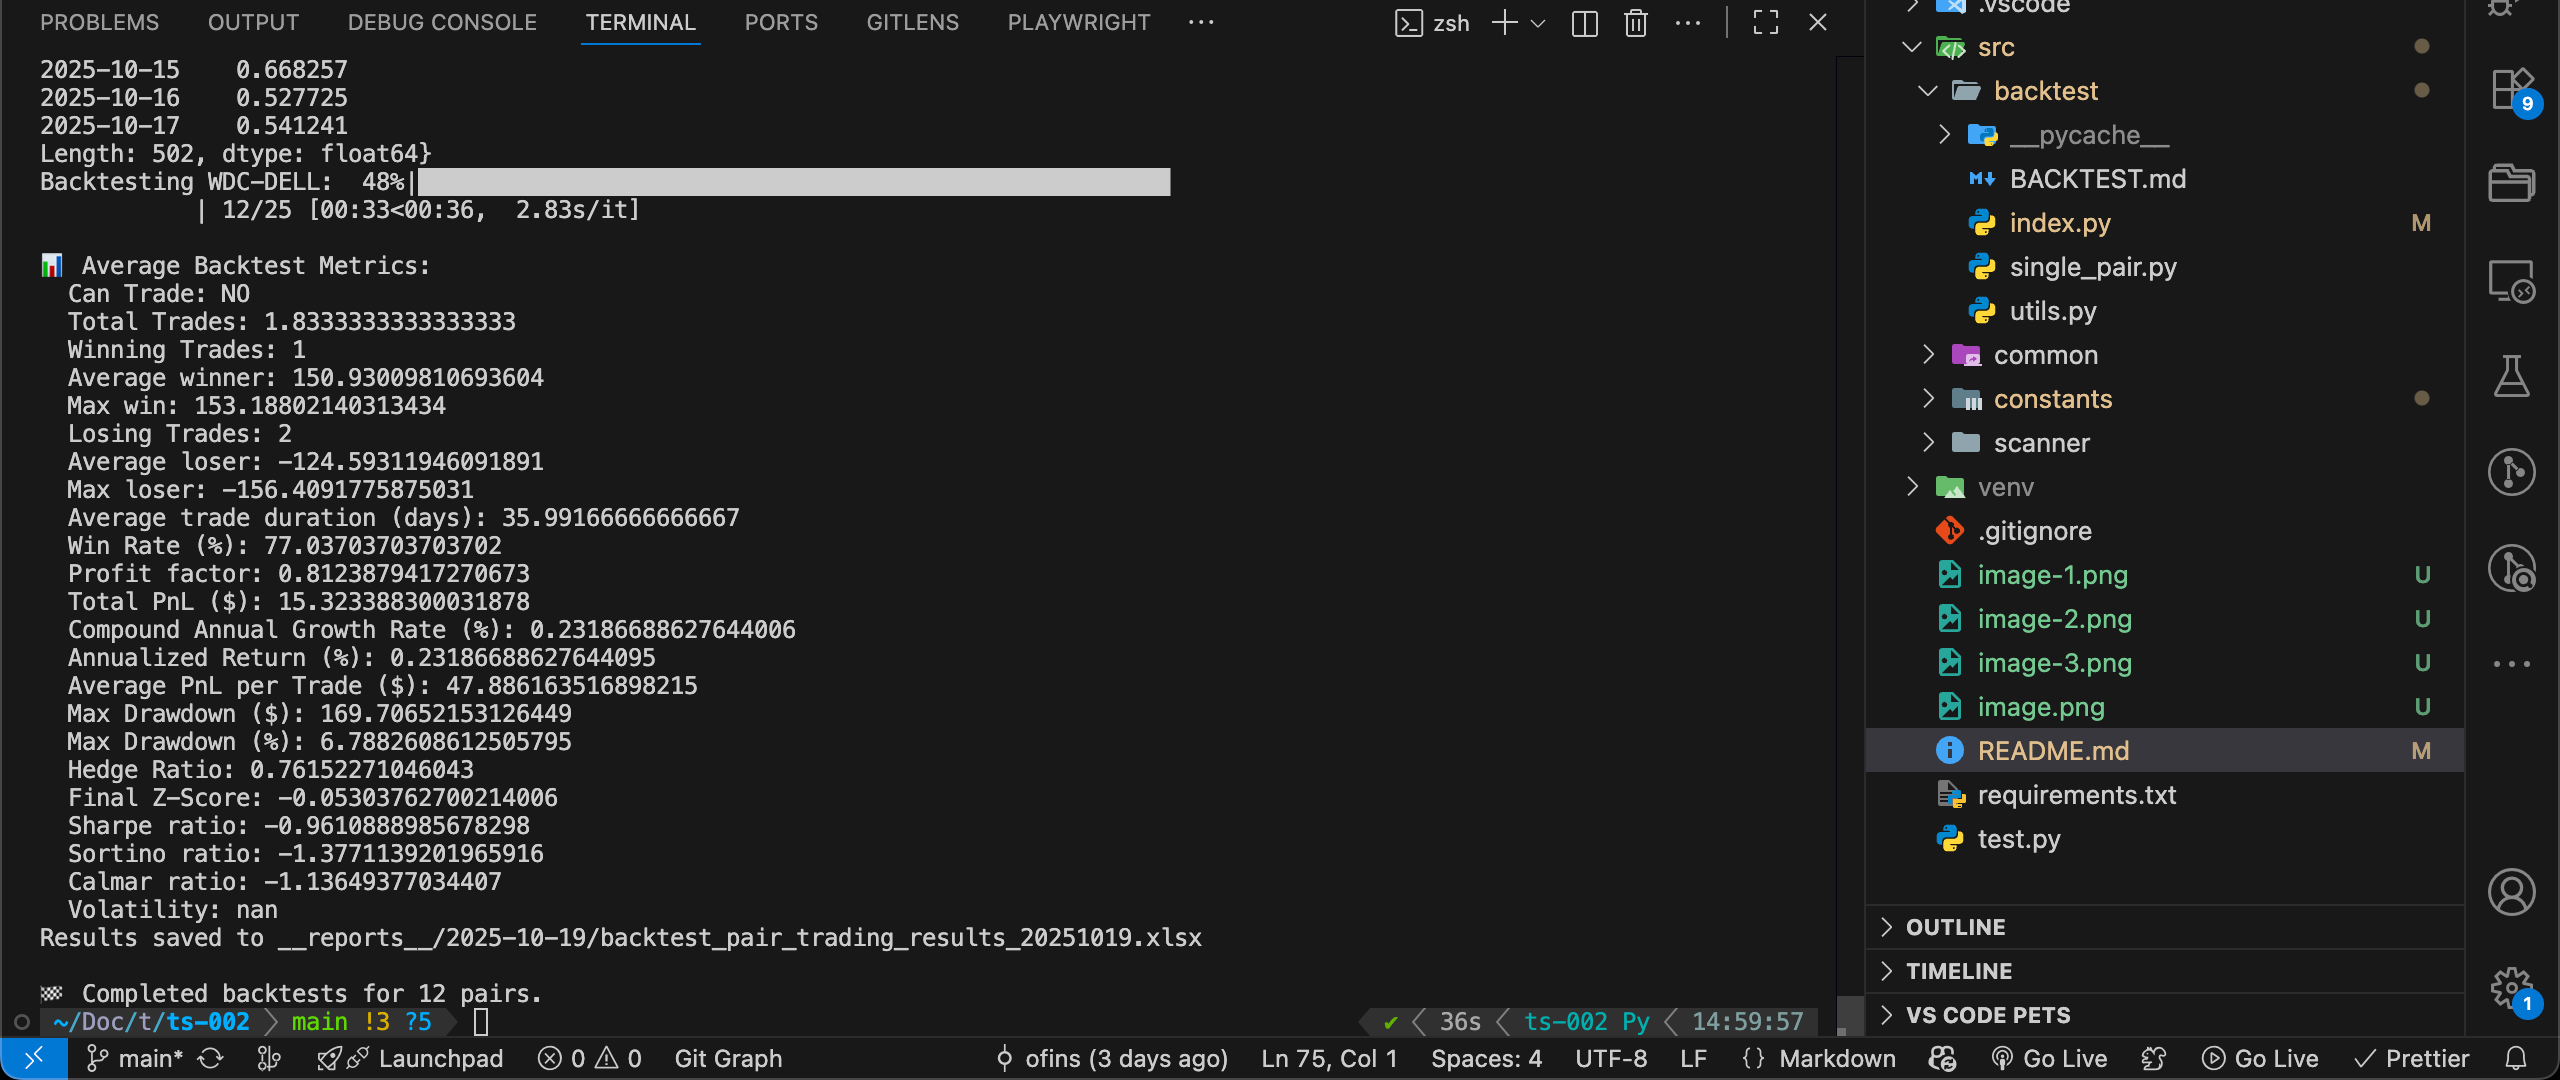 PROBLEMS OUTPUT DEBUG CONSOLE TERMINAL PORTS GITLENS PLAYWRIGHT ··· zsh ···
2025-10-15    0.668257
2025-10-16    0.527725
2025-10-17    0.541241
Length: 502, dtype: float64}
Backtesting WDC-DELL:  48%|
| 12/25 [00:33<00:36,  2.83s/it]
📊 Average Backtest Metrics:
Can Trade: NO
Total Trades: 1.8333333333333333
Winning Trades: 1
Average winner: 150.93009810693604
Max win: 153.18802140313434
Losing Trades: 2
Average loser: -124.59311946091891
Max loser: -156.4091775875031
Average trade duration (days): 35.99166666666667
Win Rate (%): 77.03703703703702
Profit factor: 0.8123879417270673
Total PnL ($): 15.323388300031878
Compound Annual Growth Rate (%): 0.23186688627644006
Annualized Return (%): 0.23186688627644095
Average PnL per Trade ($): 47.886163516898215
Max Drawdown ($): 169.70652153126449
Max Drawdown (%): 6.7882608612505795
Hedge Ratio: 0.76152271046043
Final Z-Score: -0.05303762700214006
Sharpe ratio: -0.9610888985678298
Sortino ratio: -1.3771139201965916
Calmar ratio: -1.13649377034407
Volatility: nan
Results saved to __reports__/2025-10-19/backtest_pair_trading_results_20251019.xlsx
🏁 Completed backtests for 12 pairs.
~/Doc/t/ts-002 main !3 ?5 ✔ 36s ts-002 Py 14:59:57
.vscode
src
backtest
__pycache__
BACKTEST.md
index.py M
single_pair.py
utils.py
common
constants
scanner
venv
.gitignore
image-1.png U
image-2.png U
image-3.png U
image.png U
README.md M
requirements.txt
test.py
OUTLINE
TIMELINE
VS CODE PETS
9
1
main* Launchpad 0 0 Git Graph ofins (3 days ago) Ln 75, Col 1 Spaces: 4 UTF-8 LF {} Markdown Go Live Go Live Prettier